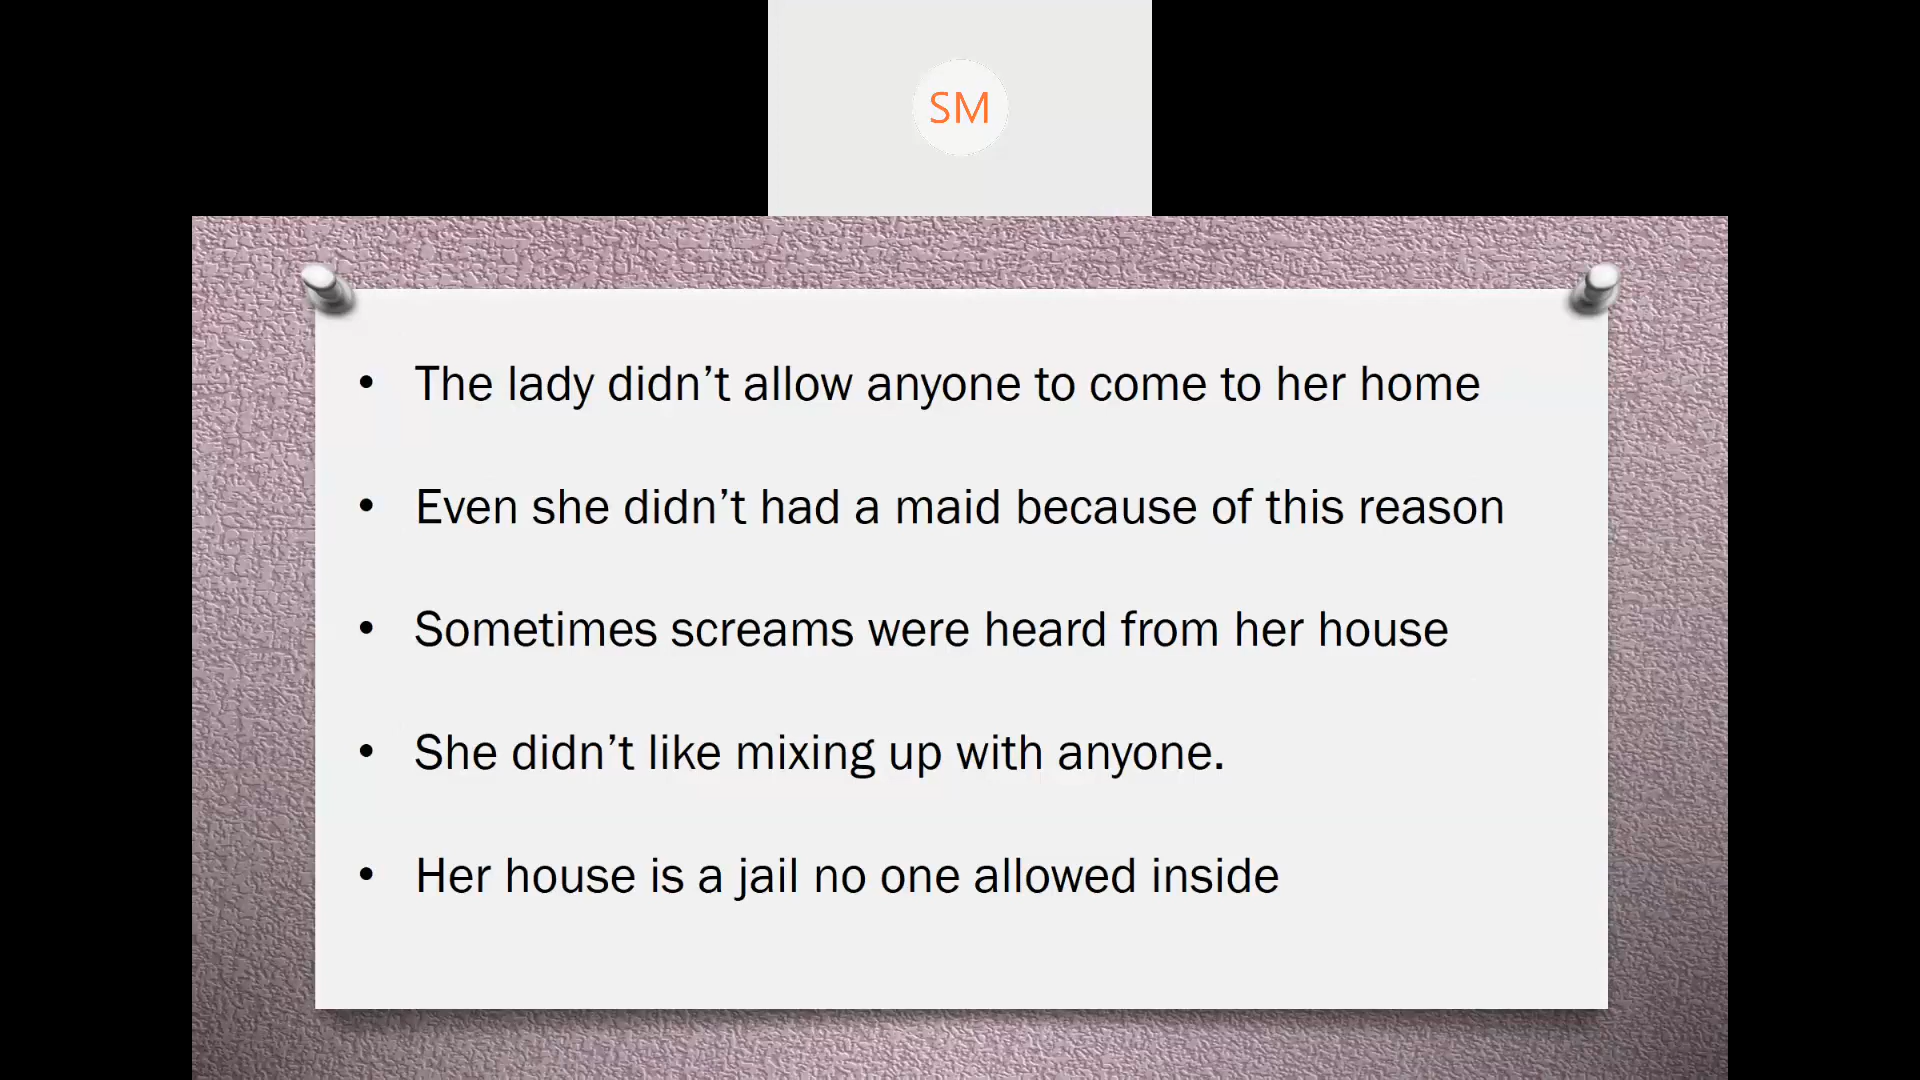 SM
• The lady didn’t allow anyone to come to her home
• Even she didn’t had a maid because of this reason
• Sometimes screams were heard from her house
• She didn’t like mixing up with anyone.
• Her house is a jail no one allowed inside